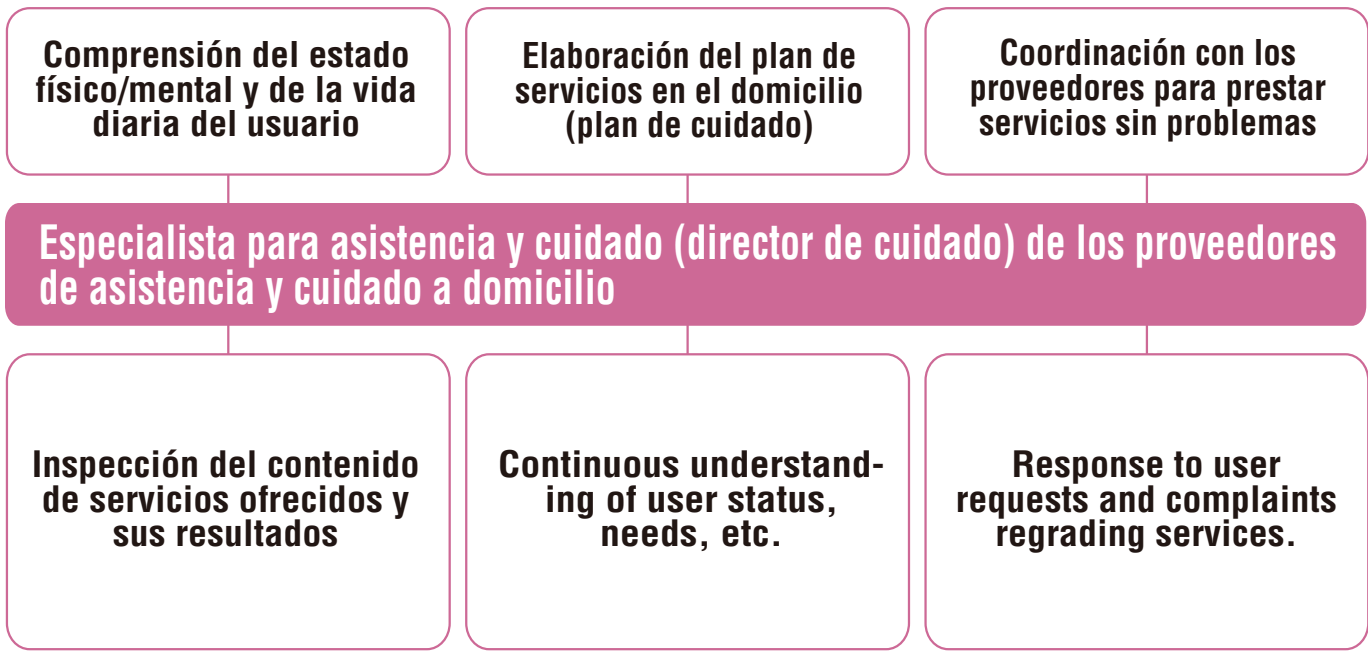 Comprensión del estado
físico/mental y de la vida
diaria del usuario
Elaboración del plan de
servicios en el domicilio
(plan de cuidado)
Coordinación con los
proveedores para prestar
servicios sin problemas
Especialista para asistencia y cuidado (director de cuidado) de los proveedores
de asistencia y cuidado a domicilio
Inspección del contenido
de servicios ofrecidos y
sus resultados
Continuous understand-
ing of user status,
needs, etc.
Response to user
requests and complaints
regrading services.